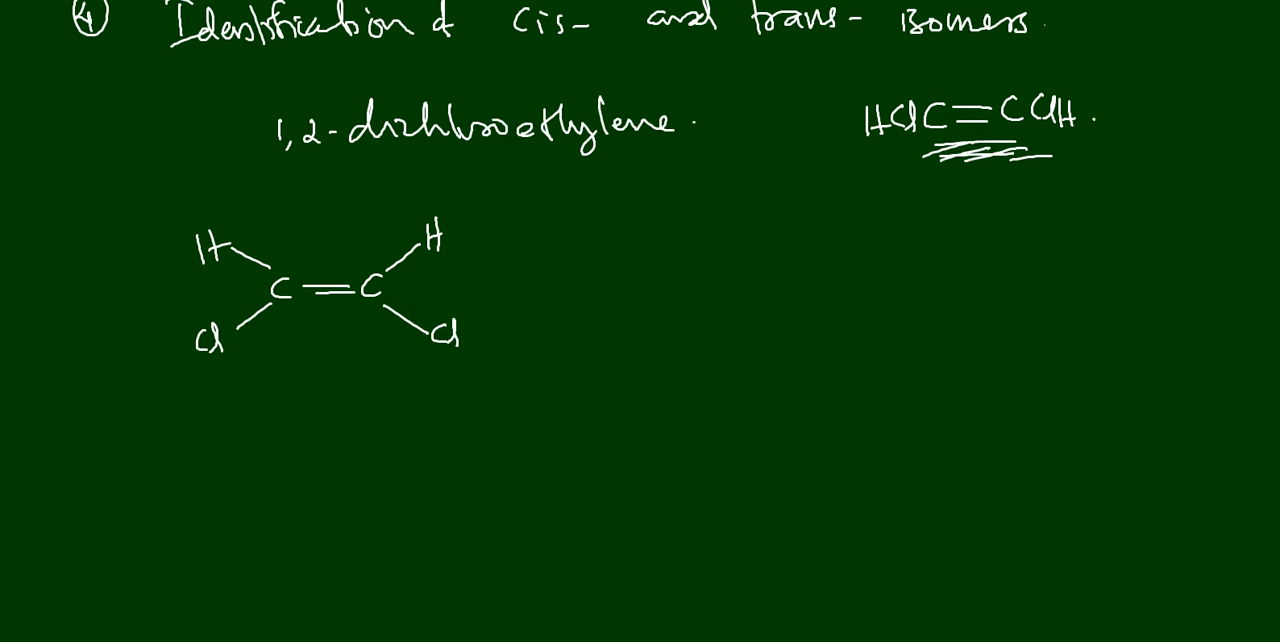 ④ Identification of cis- and trans- isomers.
1,2-dichloroethylene. HClC=CClH.
H H
C=C
Cl Cl